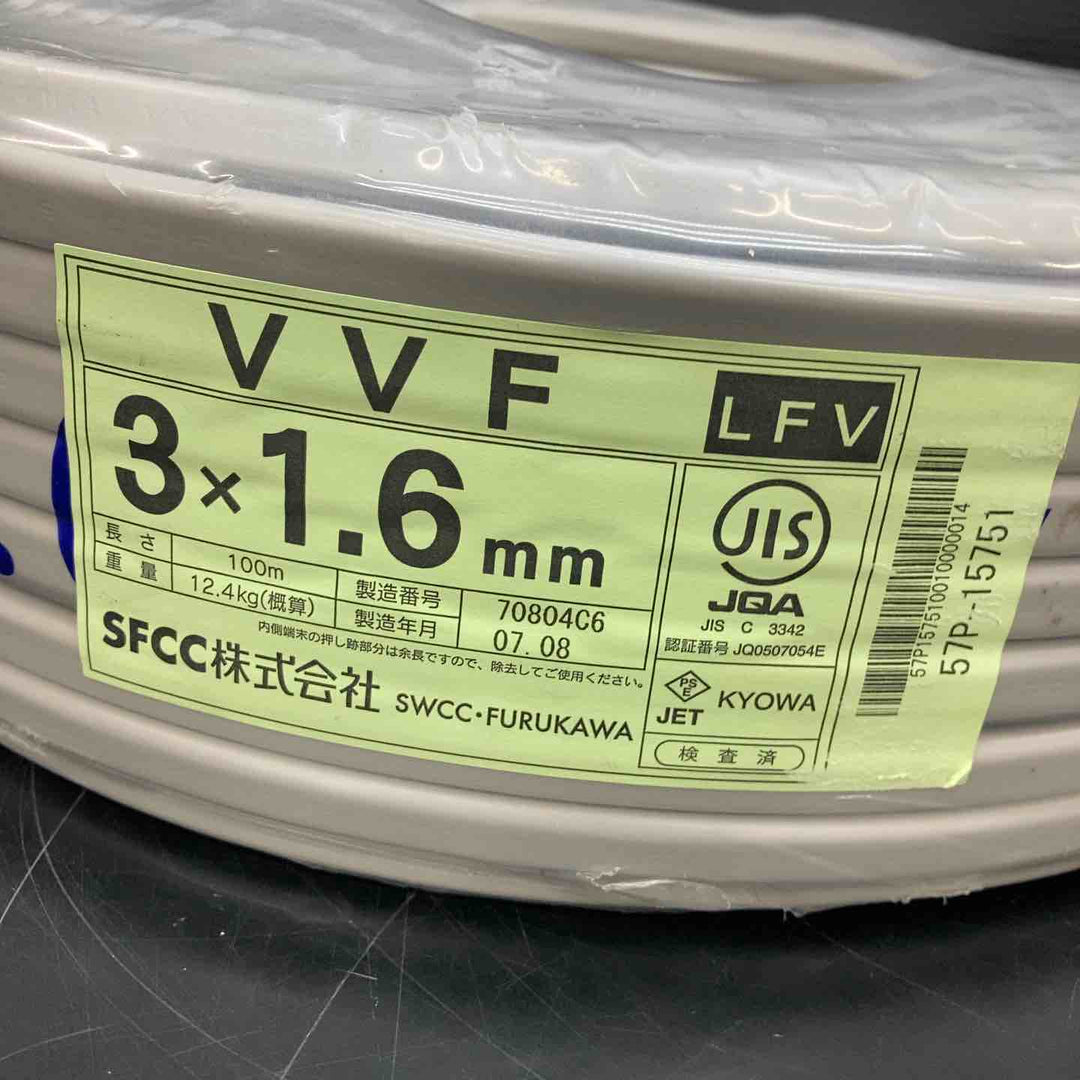 VVF
LFV
3×1.6mm
長さ 100m
重量 12.4kg(概算)
製造番号 70804C6
製造年月 07.08
内側端末の押し跡部分は余長ですので、除去してご使用ください。
SFCC株式会社 SWCC・FURUKAWA
JIS
JQA
JIS C 3342
認証番号 JQ0507054E
PS
E
JET
KYOWA
検査済
57P157510010000014
57P-15751